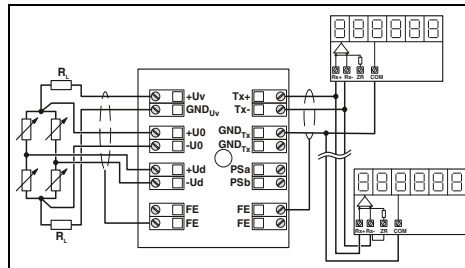 R_L
+Uv
GND_Uv
+U0
-U0
+Ud
-Ud
FE
FE
R_L
Tx+
Tx-
GND_Tx
GND_Tx
PSa
PSb
FE
FE
Rx+ Rx- ZR COM
Rx+ Rx- ZR COM